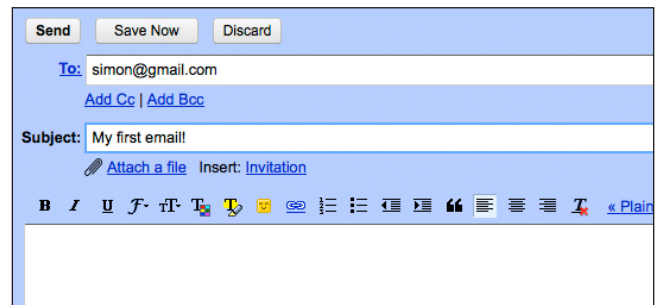 Send Save Now Discard
To: simon@gmail.com
Add Cc | Add Bcc
Subject: My first email!
Attach a file Insert: Invitation
B I U F TT T T « Plain